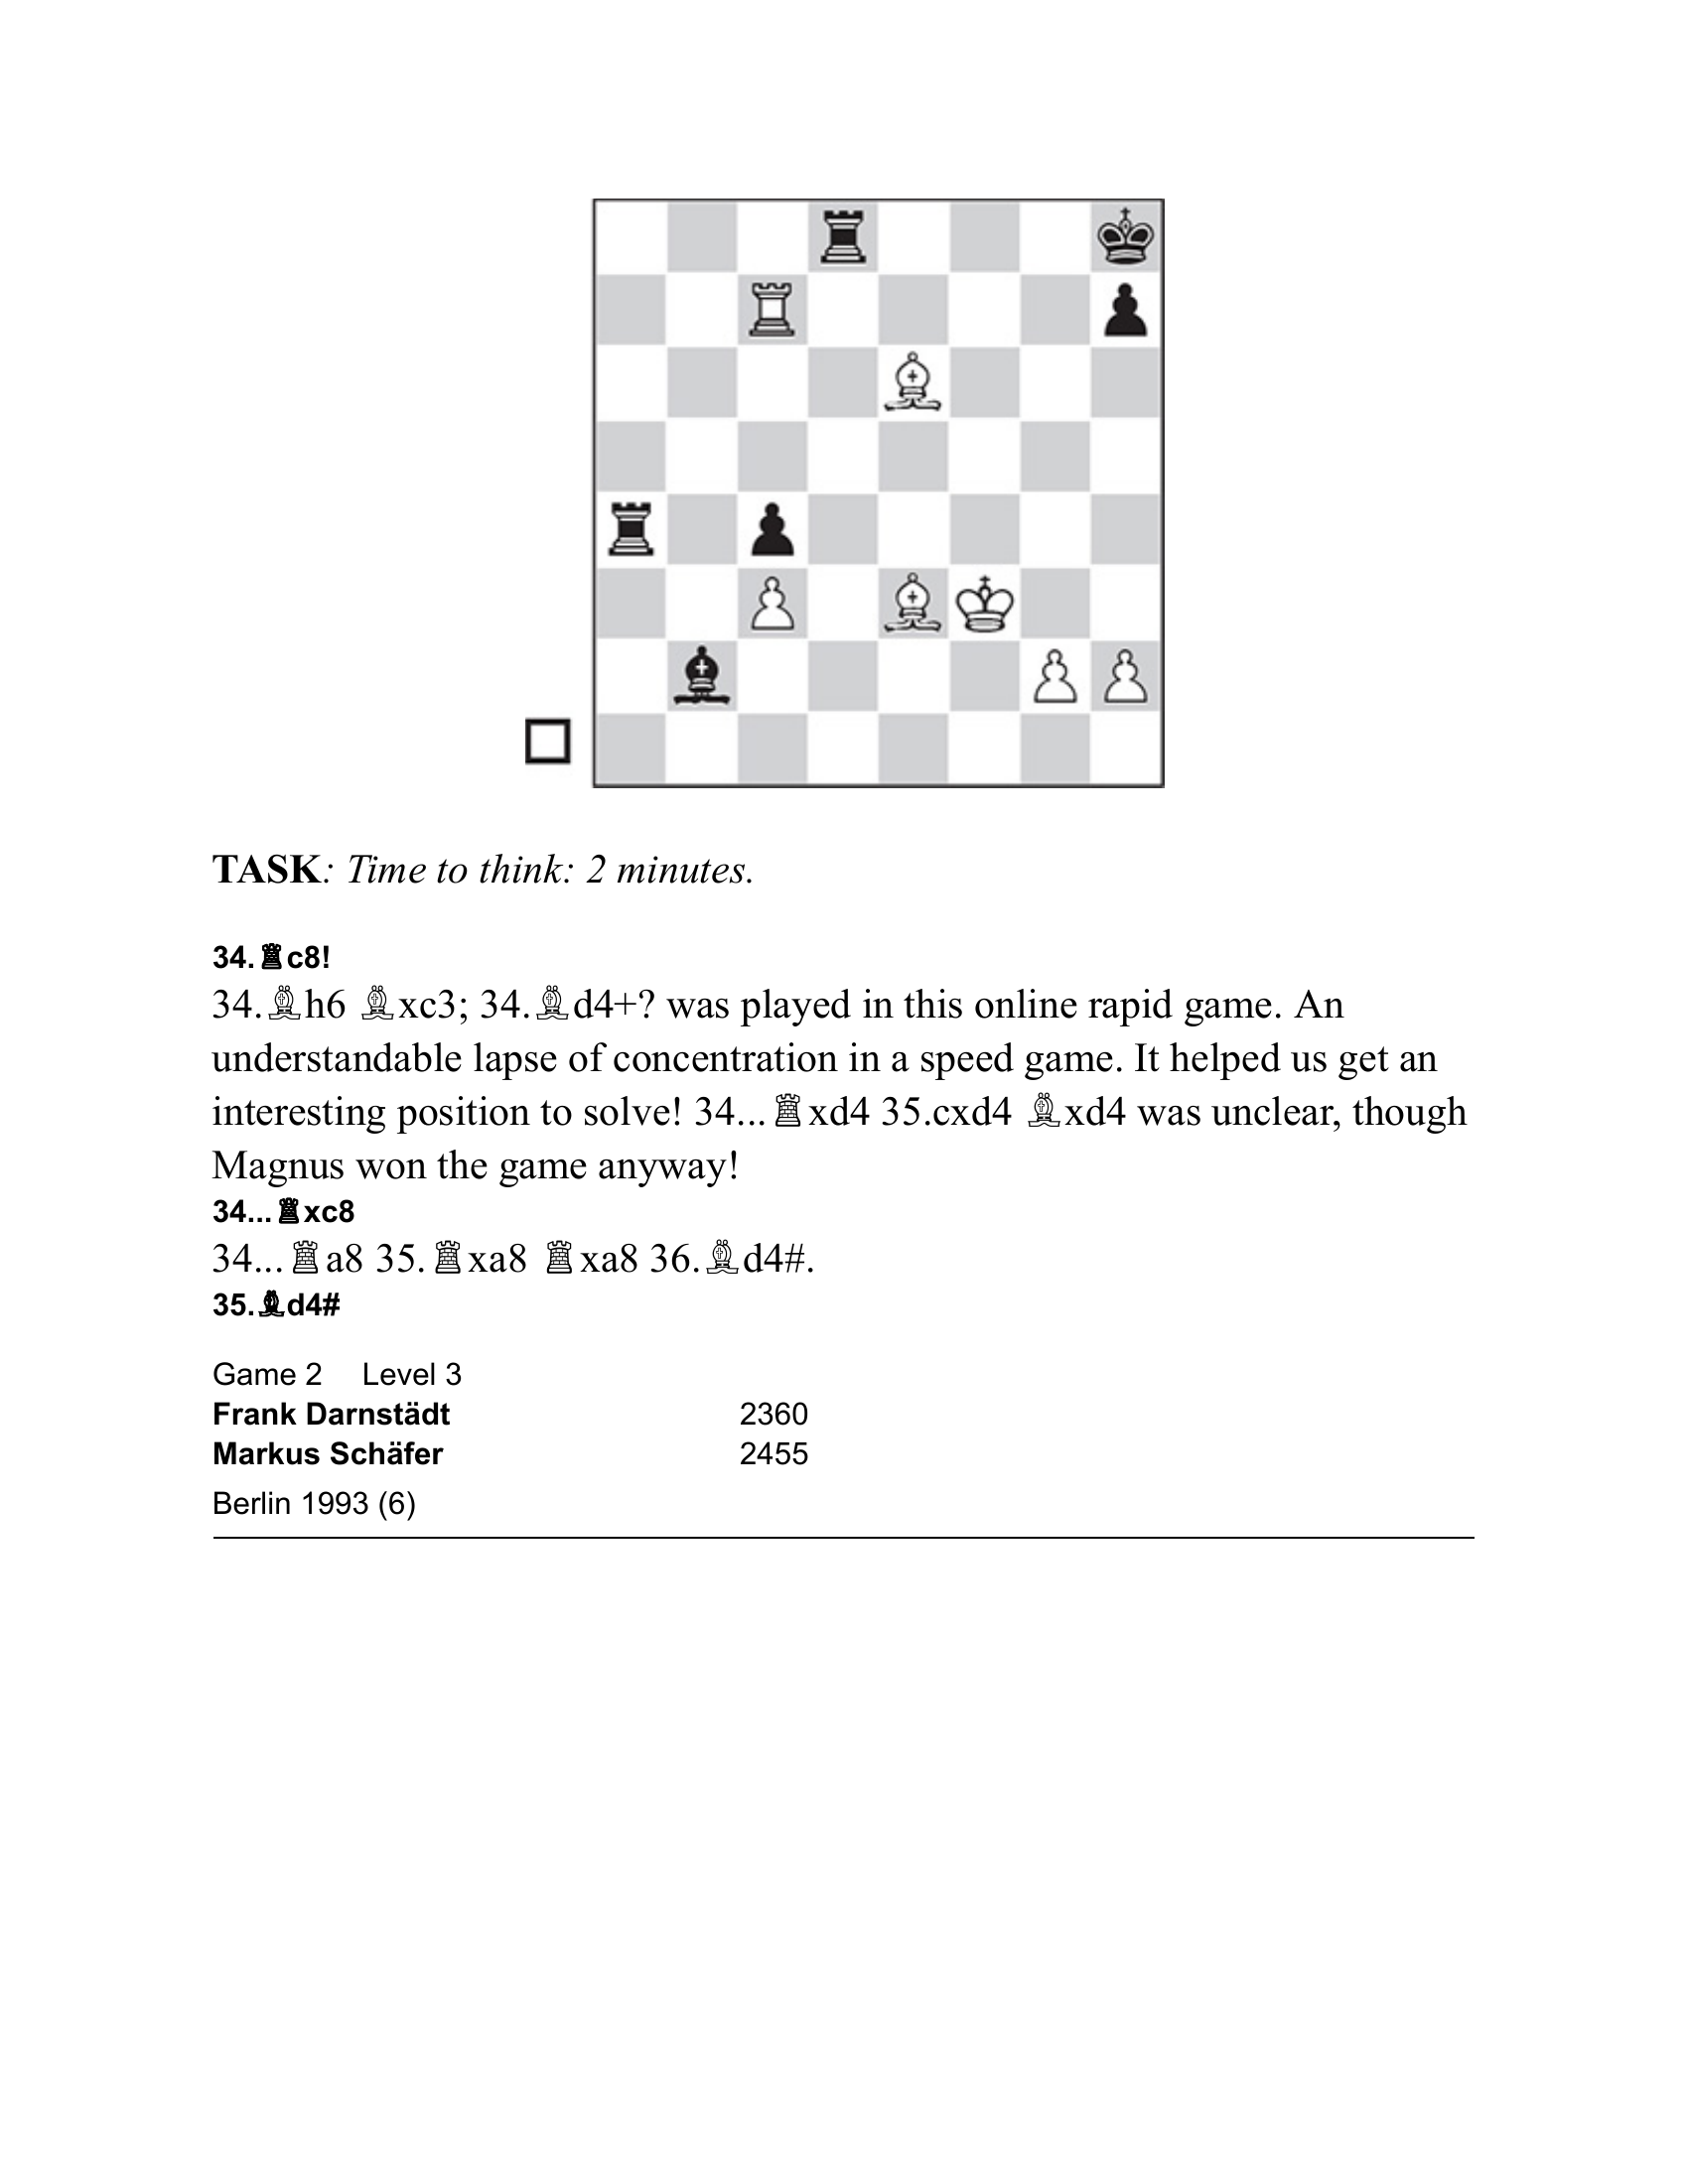 TASK: Time to think: 2 minutes.
34.♖c8!
34.♗h6 ♗xc3; 34.♗d4+? was played in this online rapid game. An
understandable lapse of concentration in a speed game. It helped us get an
interesting position to solve! 34...♖xd4 35.cxd4 ♗xd4 was unclear, though
Magnus won the game anyway!
34...♖xc8
34...♖a8 35.♖xa8 ♖xa8 36.♗d4#.
35.♗d4#
Game 2 Level 3
Frank Darnstädt 2360
Markus Schäfer 2455
Berlin 1993 (6)